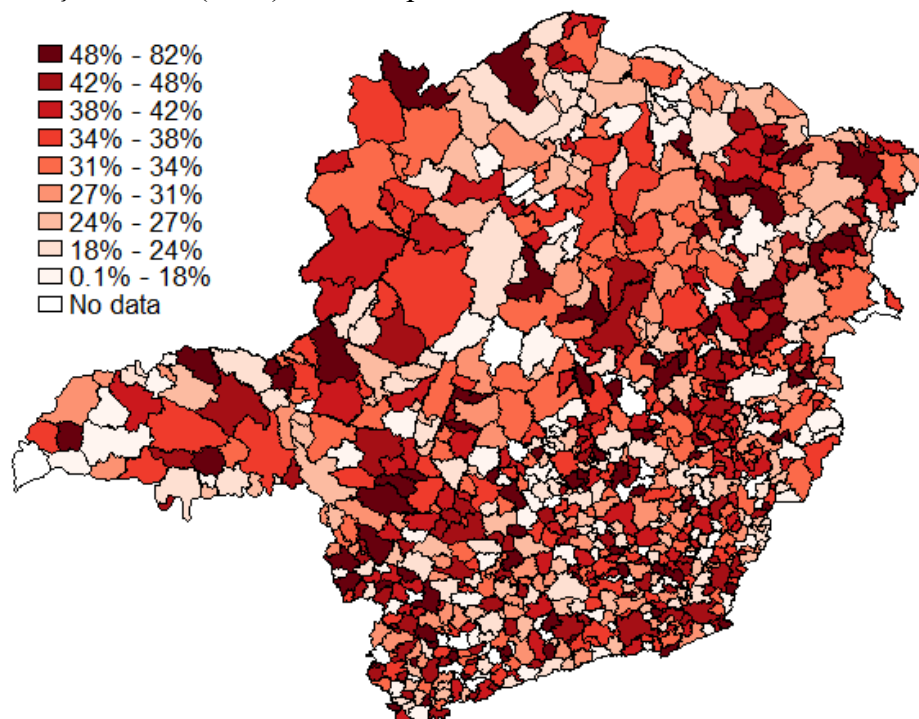 48% - 82%
42% - 48%
38% - 42%
34% - 38%
31% - 34%
27% - 31%
24% - 27%
18% - 24%
0.1% - 18%
No data